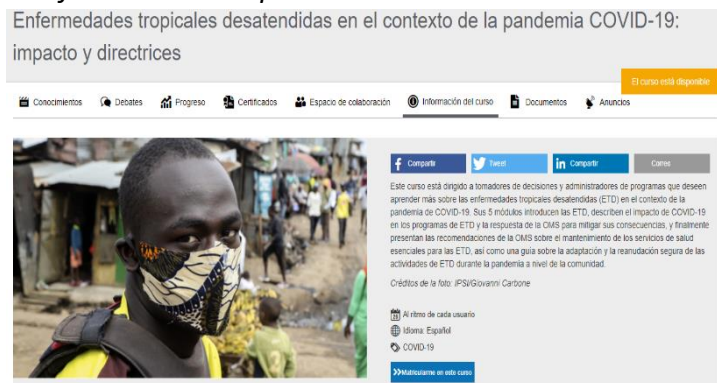 Enfermedades tropicales desatendidas en el contexto de la pandemia COVID-19:
impacto y directrices
El curso está disponible
Conocimientos Debates Progreso Certificados Espacio de colaboración Información del curso Documentos Anuncios
Compartir Tweet Compartir Correo
Este curso está dirigido a tomadores de decisiones y administradores de programas que deseen
aprender más sobre las enfermedades tropicales desatendidas (ETD) en el contexto de la
pandemia de COVID-19. Sus 5 módulos introducen las ETD, describen el impacto de COVID-19
en los programas de ETD y la respuesta de la OMS para mitigar sus consecuencias, y finalmente
presentan las recomendaciones de la OMS sobre el mantenimiento de los servicios de salud
esenciales para las ETD, así como una guía sobre la adaptación y la reanudación segura de las
actividades de ETD durante la pandemia a nivel de la comunidad.
Créditos de la foto: IPSI/Giovanni Carbone
Al ritmo de cada usuario
Idioma: Español
COVID-19
Matricularme en este curso